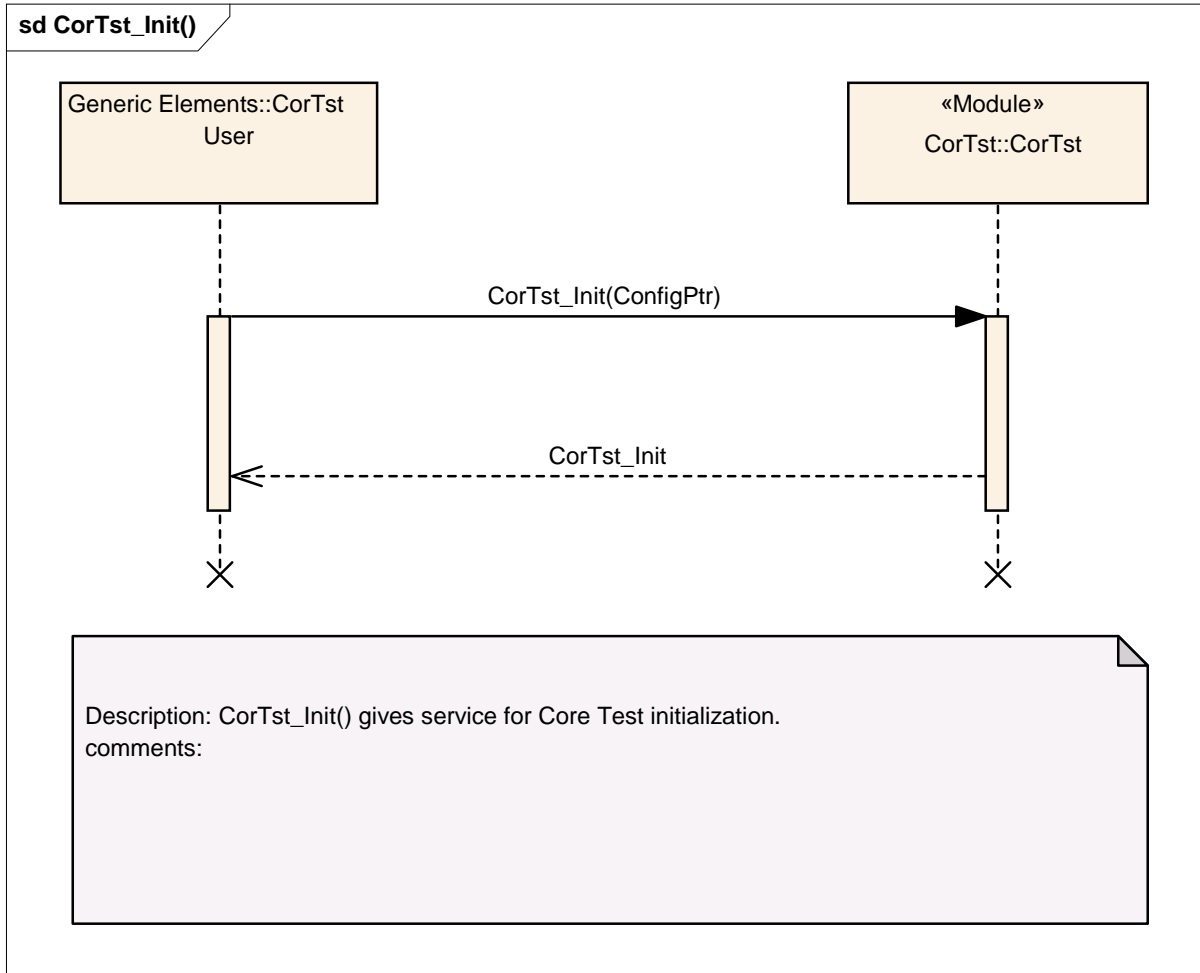 sd CorTst_Init()
Generic Elements::CorTst
User
«Module»
CorTst::CorTst
CorTst_Init(ConfigPtr)
CorTst_Init
Description: CorTst_Init() gives service for Core Test initialization.
comments: